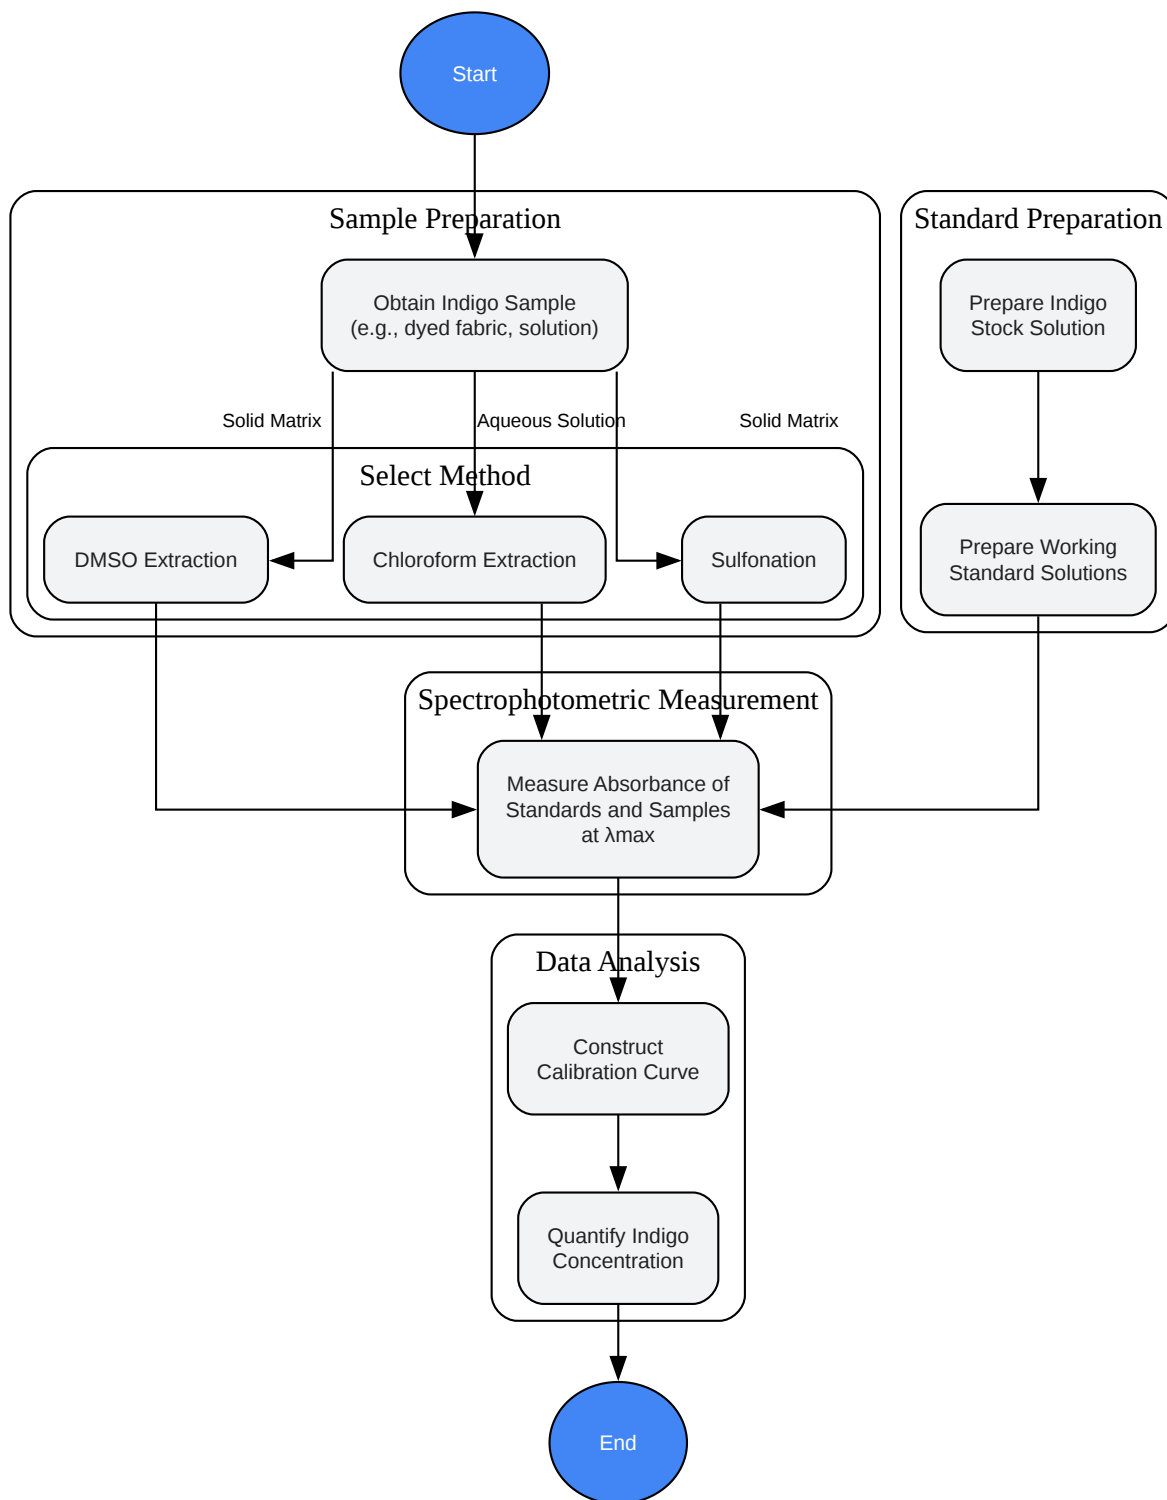 Start
Sample Preparation
Standard Preparation
Obtain Indigo Sample
(e.g., dyed fabric, solution)
Prepare Indigo
Stock Solution
Solid Matrix
Aqueous Solution
Solid Matrix
Select Method
DMSO Extraction
Chloroform Extraction
Sulfonation
Prepare Working
Standard Solutions
Spectrophotometric Measurement
Measure Absorbance of
Standards and Samples
at λmax
Data Analysis
Construct
Calibration Curve
Quantify Indigo
Concentration
End